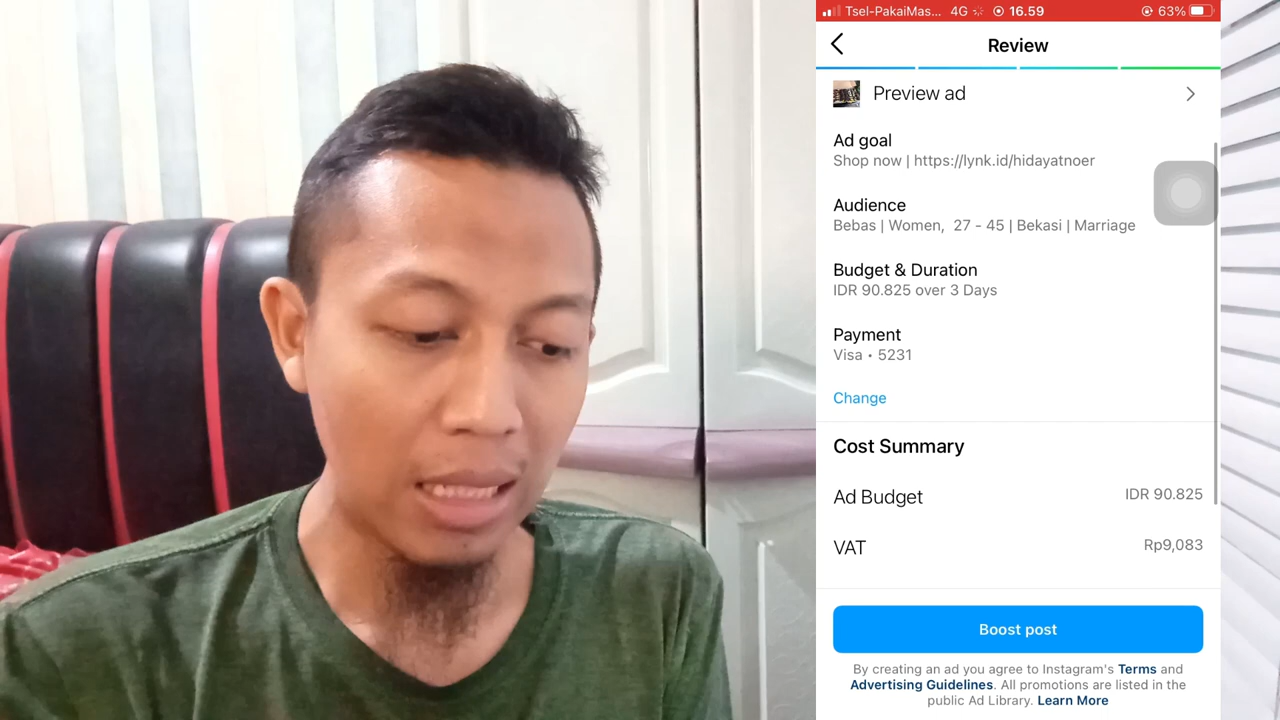 Tsel-PakaiMas... 4G 16.59 63%
Review
Preview ad
Ad goal
Shop now | https://lynk.id/hidayatnoer
Audience
Bebas | Women, 27 - 45 | Bekasi | Marriage
Budget & Duration
IDR 90.825 over 3 Days
Payment
Visa • 5231
Change
Cost Summary
Ad Budget IDR 90.825
VAT Rp9,083
Boost post
By creating an ad you agree to Instagram's Terms and
Advertising Guidelines. All promotions are listed in the
public Ad Library. Learn More